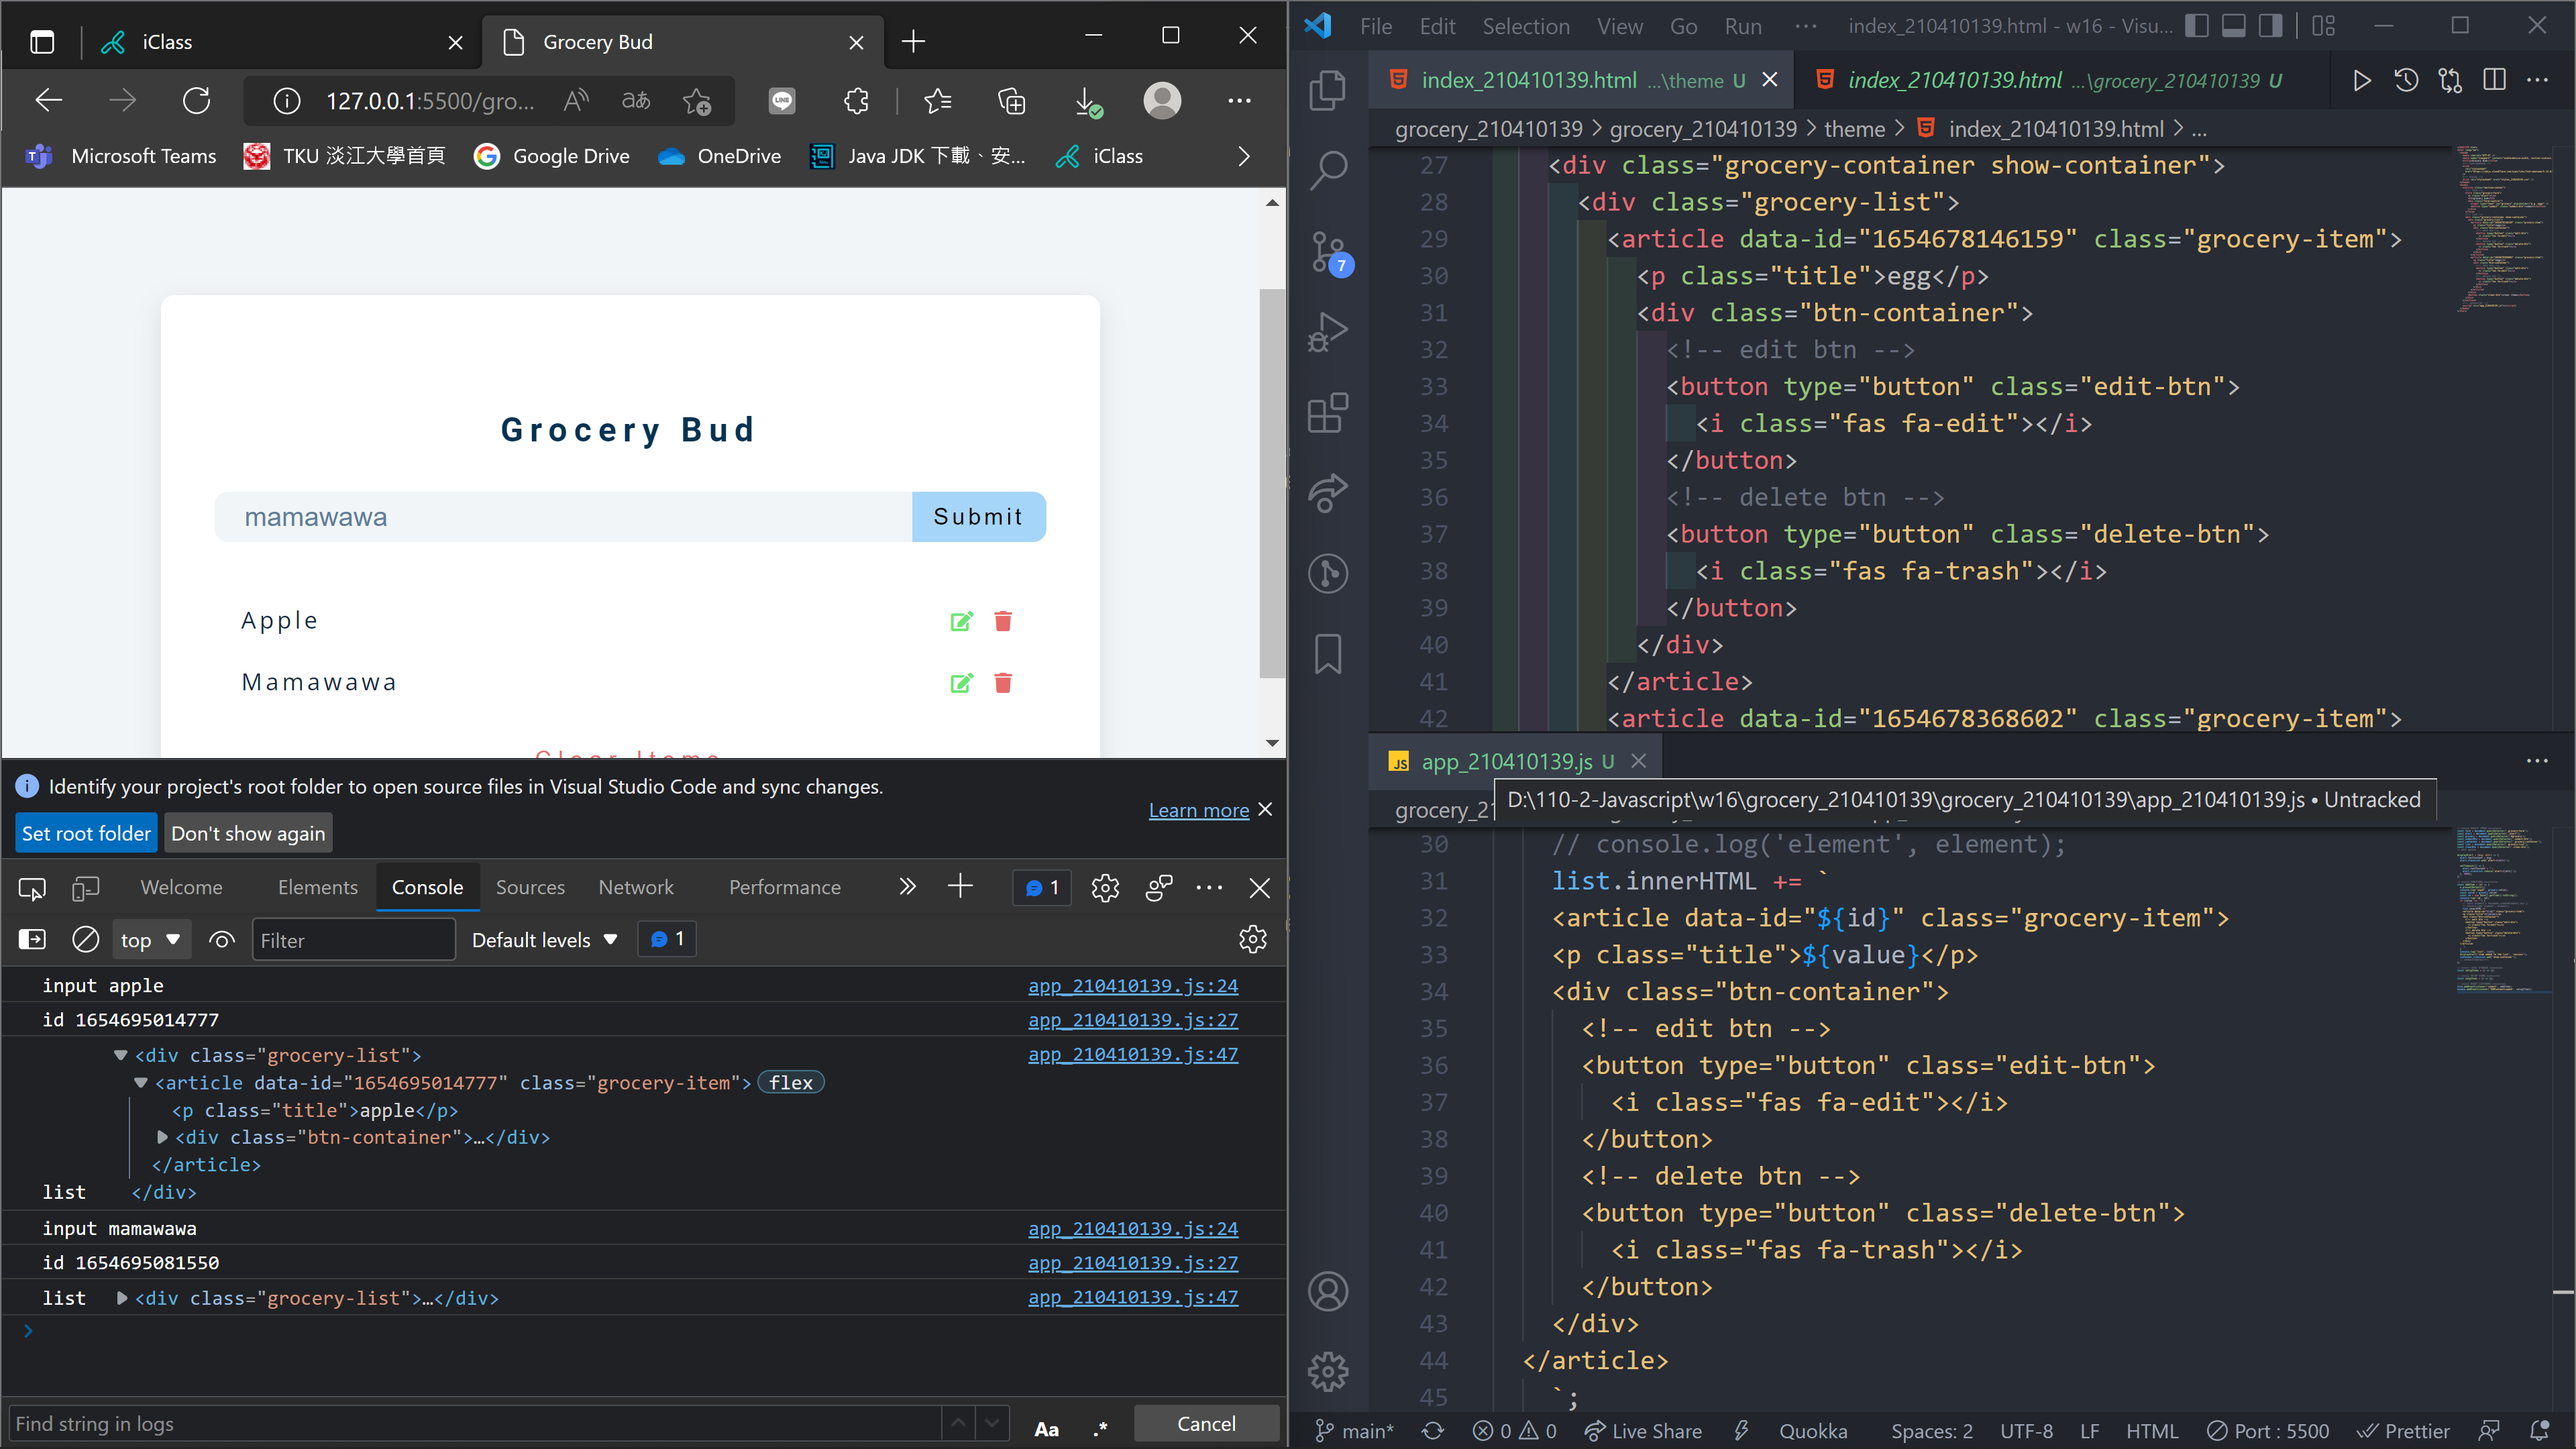 iClass
Grocery Bud
127.0.0.1:5500/gro...
Microsoft Teams
TKU 淡江大學首頁
Google Drive
OneDrive
Java JDK 下載、安...
iClass
Grocery Bud
mamawawa
Submit
Apple
Mamawawa
Clear Items
Identify your project's root folder to open source files in Visual Studio Code and sync changes.
Learn more
Set root folder
Don't show again
Welcome
Elements
Console
Sources
Network
Performance
1
top
Filter
Default levels
1
input apple app_210410139.js:24
id 1654695014777 app_210410139.js:27
<div class="grocery-list"> app_210410139.js:47
<article data-id="1654695014777" class="grocery-item"> flex
<p class="title">apple</p>
<div class="btn-container">…</div>
</article>
list </div>
input mamawawa app_210410139.js:24
id 1654695081550 app_210410139.js:27
list <div class="grocery-list">…</div> app_210410139.js:47
Find string in logs
Aa
.*
Cancel
File Edit Selection View Go Run ···
index_210410139.html - w16 - Visu...
index_210410139.html ...\theme U
index_210410139.html ...\grocery_210410139 U
grocery_210410139 > grocery_210410139 > theme > index_210410139.html > ...
7
27 <div class="grocery-container show-container">
28 <div class="grocery-list">
29 <article data-id="1654678146159" class="grocery-item">
30 <p class="title">egg</p>
31 <div class="btn-container">
32 <!-- edit btn -->
33 <button type="button" class="edit-btn">
34 <i class="fas fa-edit"></i>
35 </button>
36 <!-- delete btn -->
37 <button type="button" class="delete-btn">
38 <i class="fas fa-trash"></i>
39 </button>
40 </div>
41 </article>
42 <article data-id="1654678368602" class="grocery-item">
JS app_210410139.js U
grocery_21
D:\110-2-Javascript\w16\grocery_210410139\grocery_210410139\app_210410139.js • Untracked
30 // console.log('element', element);
31 list.innerHTML += `
32 <article data-id="${id}" class="grocery-item">
33 <p class="title">${value}</p>
34 <div class="btn-container">
35 <!-- edit btn -->
36 <button type="button" class="edit-btn">
37 <i class="fas fa-edit"></i>
38 </button>
39 <!-- delete btn -->
40 <button type="button" class="delete-btn">
41 <i class="fas fa-trash"></i>
42 </button>
43 </div>
44 </article>
45 `;
main* 0 0 Live Share Quokka Spaces: 2 UTF-8 LF HTML Port : 5500 Prettier